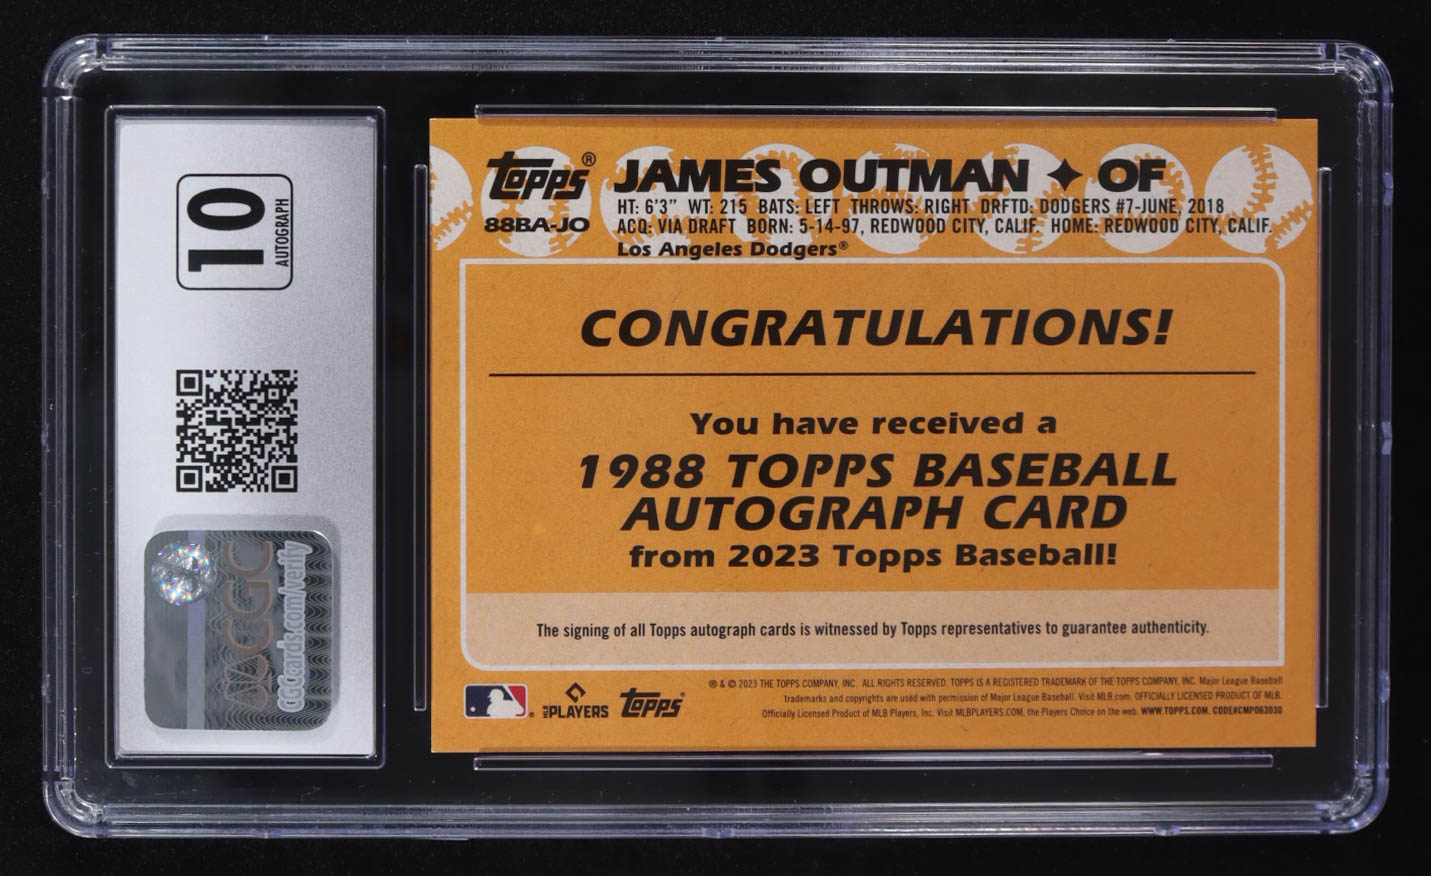 10
AUTOGRAPH
CGC
CGCcards.com/verify
Topps®
88BA-JO
JAMES OUTMAN ✦ OF
HT: 6'3" WT: 215 BATS: LEFT THROWS: RIGHT DRFTD: DODGERS #7-JUNE, 2018
ACQ: VIA DRAFT BORN: 5-14-97, REDWOOD CITY, CALIF. HOME: REDWOOD CITY, CALIF.
Los Angeles Dodgers®
CONGRATULATIONS!
You have received a
1988 TOPPS BASEBALL
AUTOGRAPH CARD
from 2023 Topps Baseball!
The signing of all Topps autograph cards is witnessed by Topps representatives to guarantee authenticity.
MLB PLAYERS
Topps®
® & © 2023 THE TOPPS COMPANY, INC. ALL RIGHTS RESERVED. TOPPS IS A REGISTERED TRADEMARK OF THE TOPPS COMPANY, INC. Major League Baseball
trademarks and copyrights are used with permission of Major League Baseball. Visit MLB.com. OFFICIALLY LICENSED PRODUCT OF MLB.
Officially Licensed Product of MLB Players, Inc. Visit MLBPLAYERS.COM, the Players Choice on the web. WWW.TOPPS.COM. CODE#CMP063030